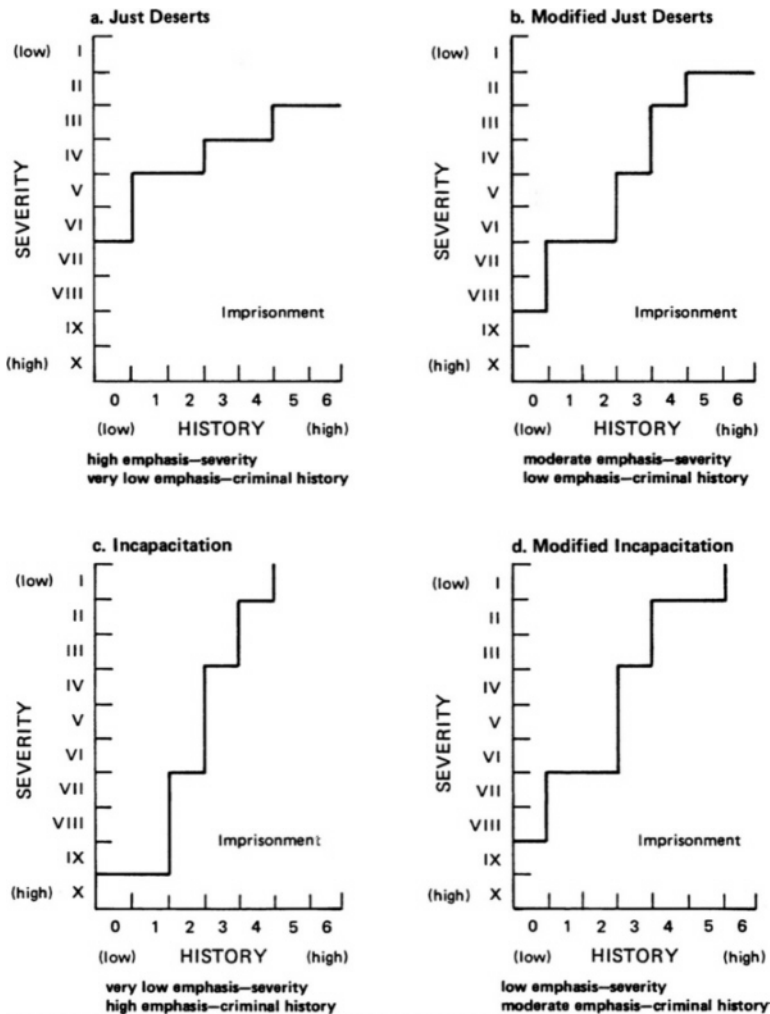 a. Just Deserts
(low) I
II
III
IV
V
VI
VII
VIII
IX
(high) X
SEVERITY
Imprisonment
0 1 2 3 4 5 6
(low) HISTORY (high)
high emphasis—severity
very low emphasis—criminal history
b. Modified Just Deserts
(low) I
II
III
IV
V
VI
VII
VIII
IX
(high) X
SEVERITY
Imprisonment
0 1 2 3 4 5 6
(low) HISTORY (high)
moderate emphasis—severity
low emphasis—criminal history
c. Incapacitation
(low) I
II
III
IV
V
VI
VII
VIII
IX
(high) X
SEVERITY
Imprisonment
0 1 2 3 4 5 6
(low) HISTORY (high)
very low emphasis—severity
high emphasis—criminal history
d. Modified Incapacitation
(low) I
II
III
IV
V
VI
VII
VIII
IX
(high) X
SEVERITY
Imprisonment
0 1 2 3 4 5 6
(low) HISTORY (high)
low emphasis—severity
moderate emphasis—criminal history